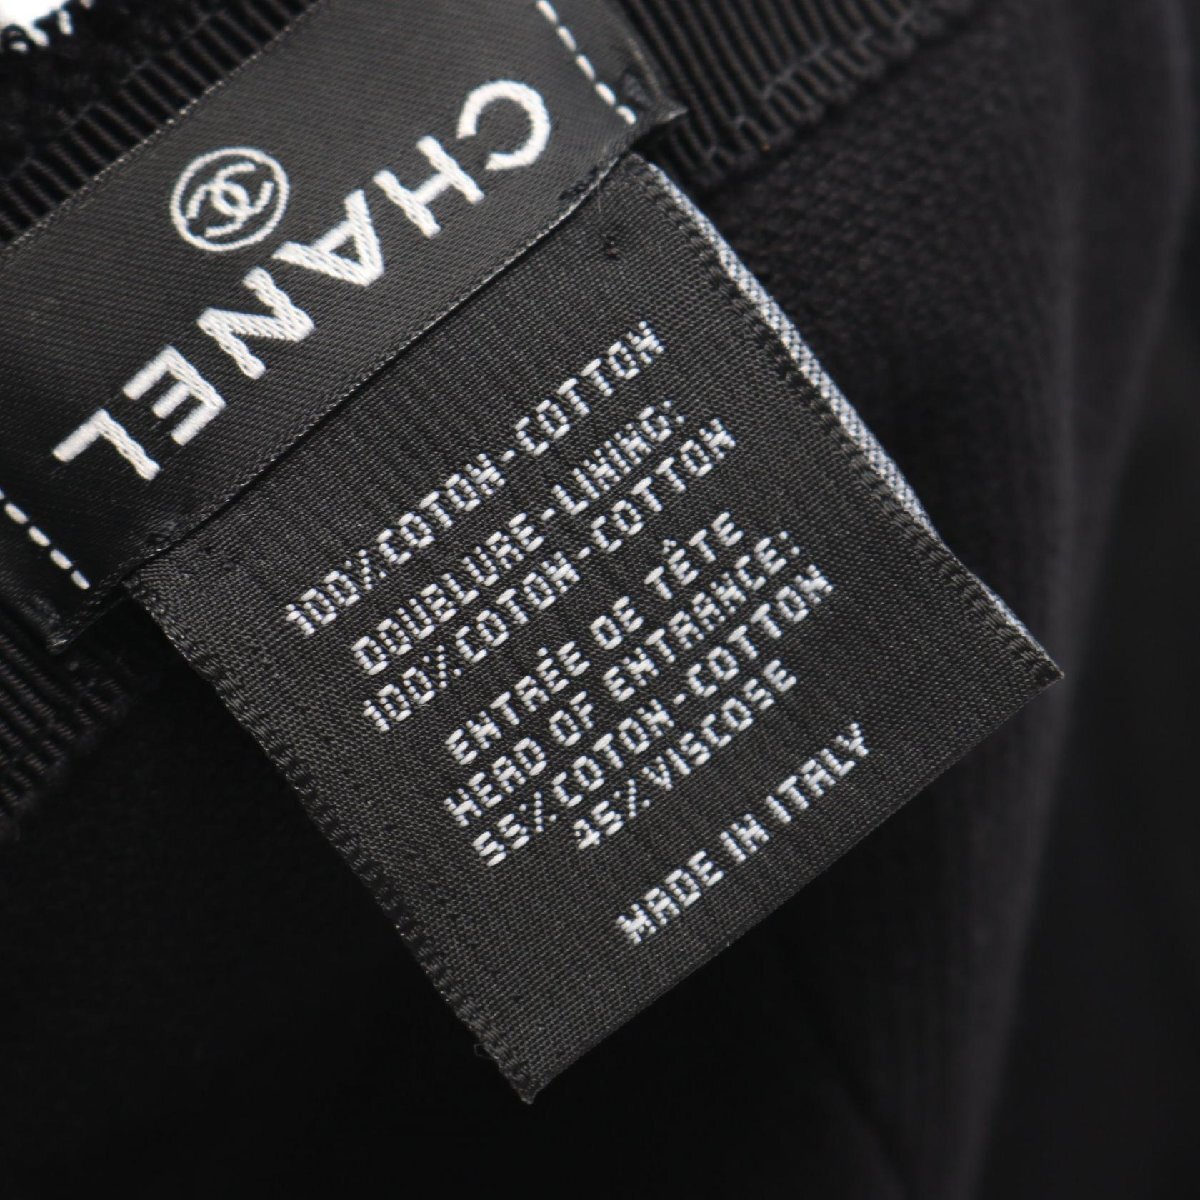 CHANEL
100%COTON-COTTON
DOUBLURE-LINING:
100%COTON-COTTON
ENTRÉE DE TÊTE
HEAD OF ENTRANCE:
55%COTON-COTTON
45%VISCOSE
MADE IN ITALY